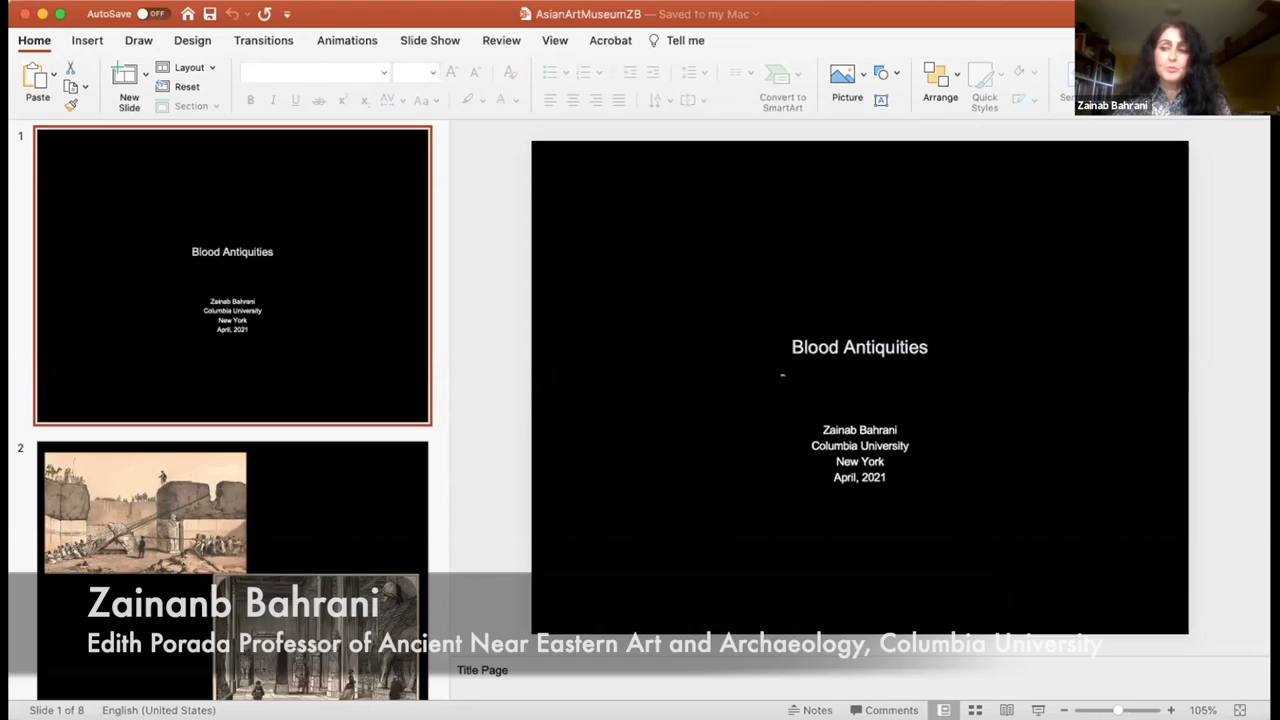 AutoSave OFF
AsianArtMuseumZB — Saved to my Mac
Home Insert Draw Design Transitions Animations Slide Show Review View Acrobat Tell me
Paste
New Slide
Layout
Reset
Section
Convert to SmartArt
Picture
Arrange
Quick Styles
Zainab Bahrani
1
Blood Antiquities
Zainab Bahrani
Columbia University
New York
April, 2021
2
Blood Antiquities
Zainab Bahrani
Columbia University
New York
April, 2021
Zainanb Bahrani
Edith Porada Professor of Ancient Near Eastern Art and Archaeology, Columbia University
Title Page
Slide 1 of 8 English (United States) Notes Comments 105%